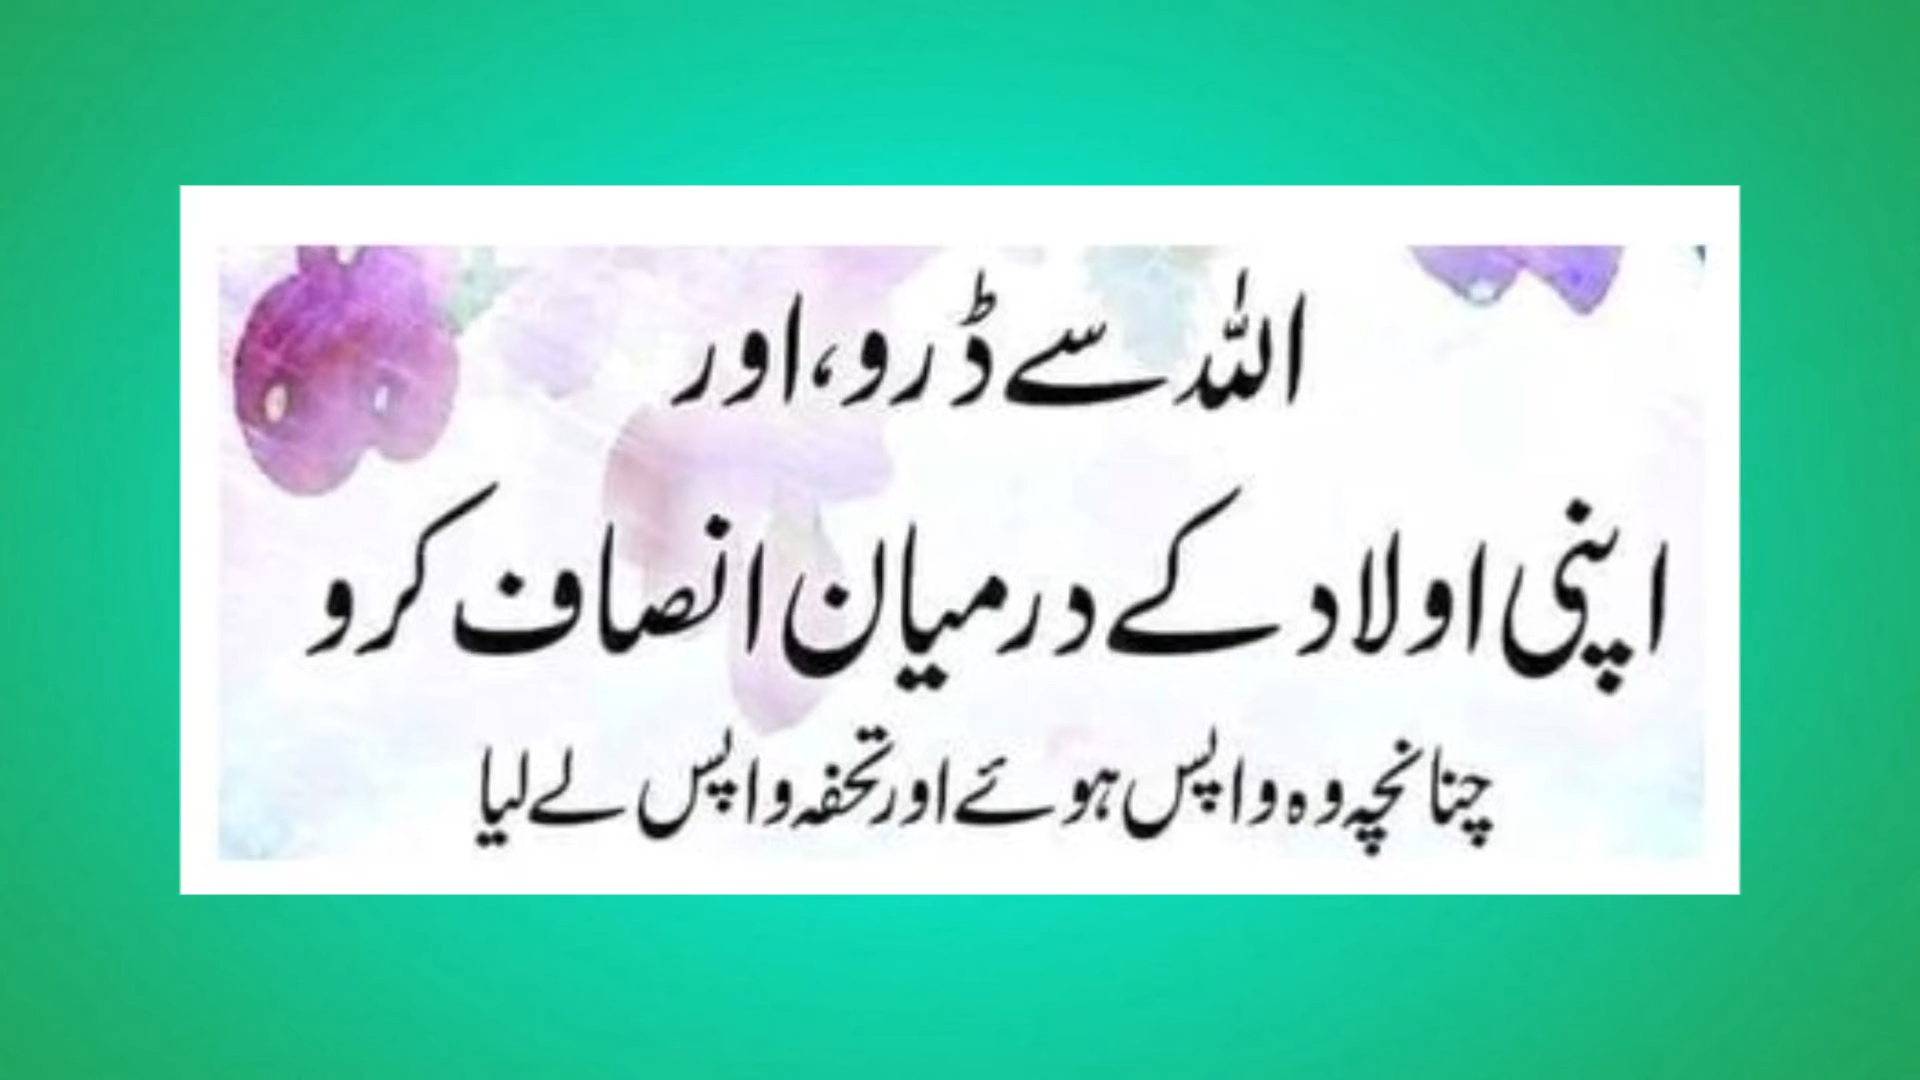 اللہ سے ڈرو، اور
اپنی اولاد کے درمیان انصاف کرو
چنانچہ وہ واپس ہوئے اور تحفہ واپس لے لیا